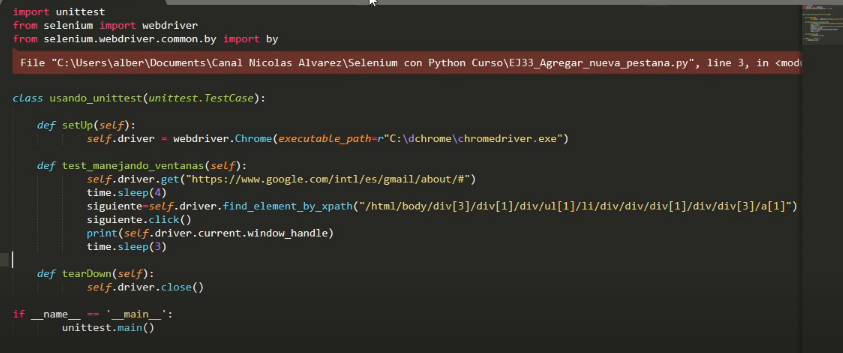 import unittest
from selenium import webdriver
from selenium.webdriver.common.by import by
File "C:\Users\alber\Documents\Canal Nicolas Alvarez\Selenium con Python Curso\EJ33_Agregar_nueva_pestana.py", line 3, in <modu
class usando_unittest(unittest.TestCase):
def setUp(self):
self.driver = webdriver.Chrome(executable_path=r"C:\dchrome\chromedriver.exe")
def test_manejando_ventanas(self):
self.driver.get("https://www.google.com/intl/es/gmail/about/#")
time.sleep(4)
siguiente=self.driver.find_element_by_xpath("/html/body/div[3]/div[1]/div/ul[1]/li/div/div/div[1]/div/div[3]/a[1]")
siguiente.click()
print(self.driver.current.window_handle)
time.sleep(3)
def tearDown(self):
self.driver.close()
if __name__ == '__main__':
unittest.main()